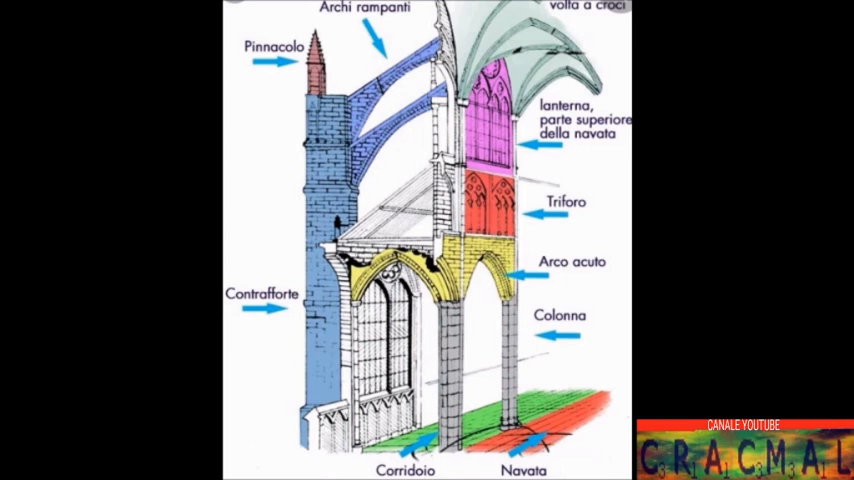 Archi rampanti
volta a croci
Pinnacolo
lanterna,
parte superiore
della navata
Triforo
Arco acuto
Contrafforte
Colonna
Corridoio
Navata
CANALE YOUTUBE
C3R1A1C3M3A1L1